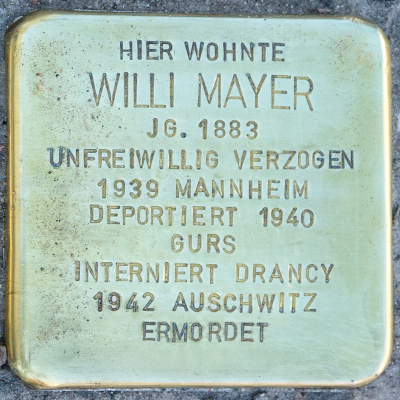 HIER WOHNTE
WILLI MAYER
JG. 1883
UNFREIWILLIG VERZOGEN
1939 MANNHEIM
DEPORTIERT 1940
GURS
INTERNIERT DRANCY
1942 AUSCHWITZ
ERMORDET